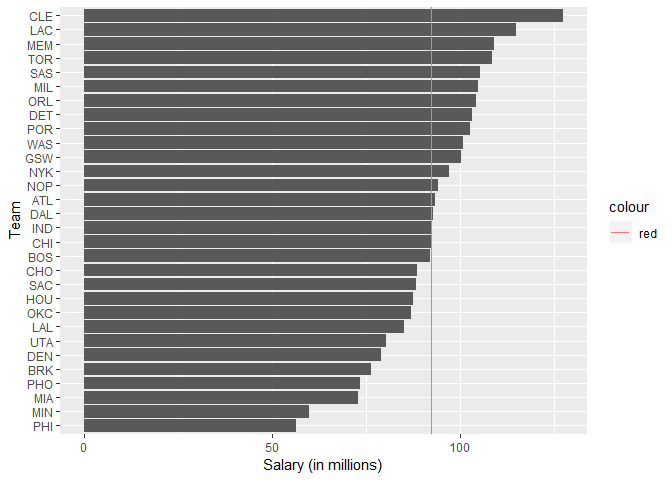 CLE
LAC
MEM
TOR
SAS
MIL
ORL
DET
POR
WAS
GSW
NYK
NOP
ATL
DAL
IND
CHI
BOS
CHO
SAC
HOU
OKC
LAL
UTA
DEN
BRK
PHO
MIA
MIN
PHI
Team
0 50 100
Salary (in millions)
colour
red